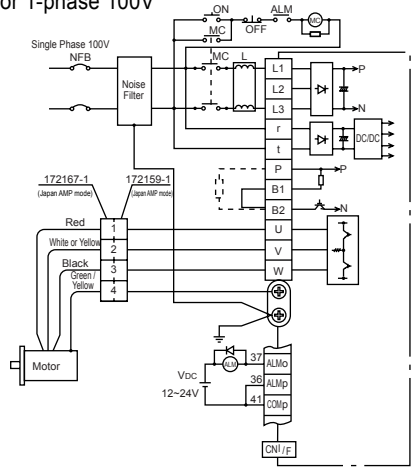 or 1-phase 100V
ON
ALM
MC
OFF
MC
Single Phase 100V
NFB
MC
L
Noise
Filter
L1
L2
L3
r
t
P
B1
B2
U
V
W
P
N
DC/DC
P
N
172167-1
(Japan AMP mode)
172159-1
(Japan AMP mode)
Red
1
White or Yellow
2
Black
3
Green /
Yellow
4
Motor
VDC
12~24V
ALM
37 ALMo
36 ALMp
41 COMp
CNI/F